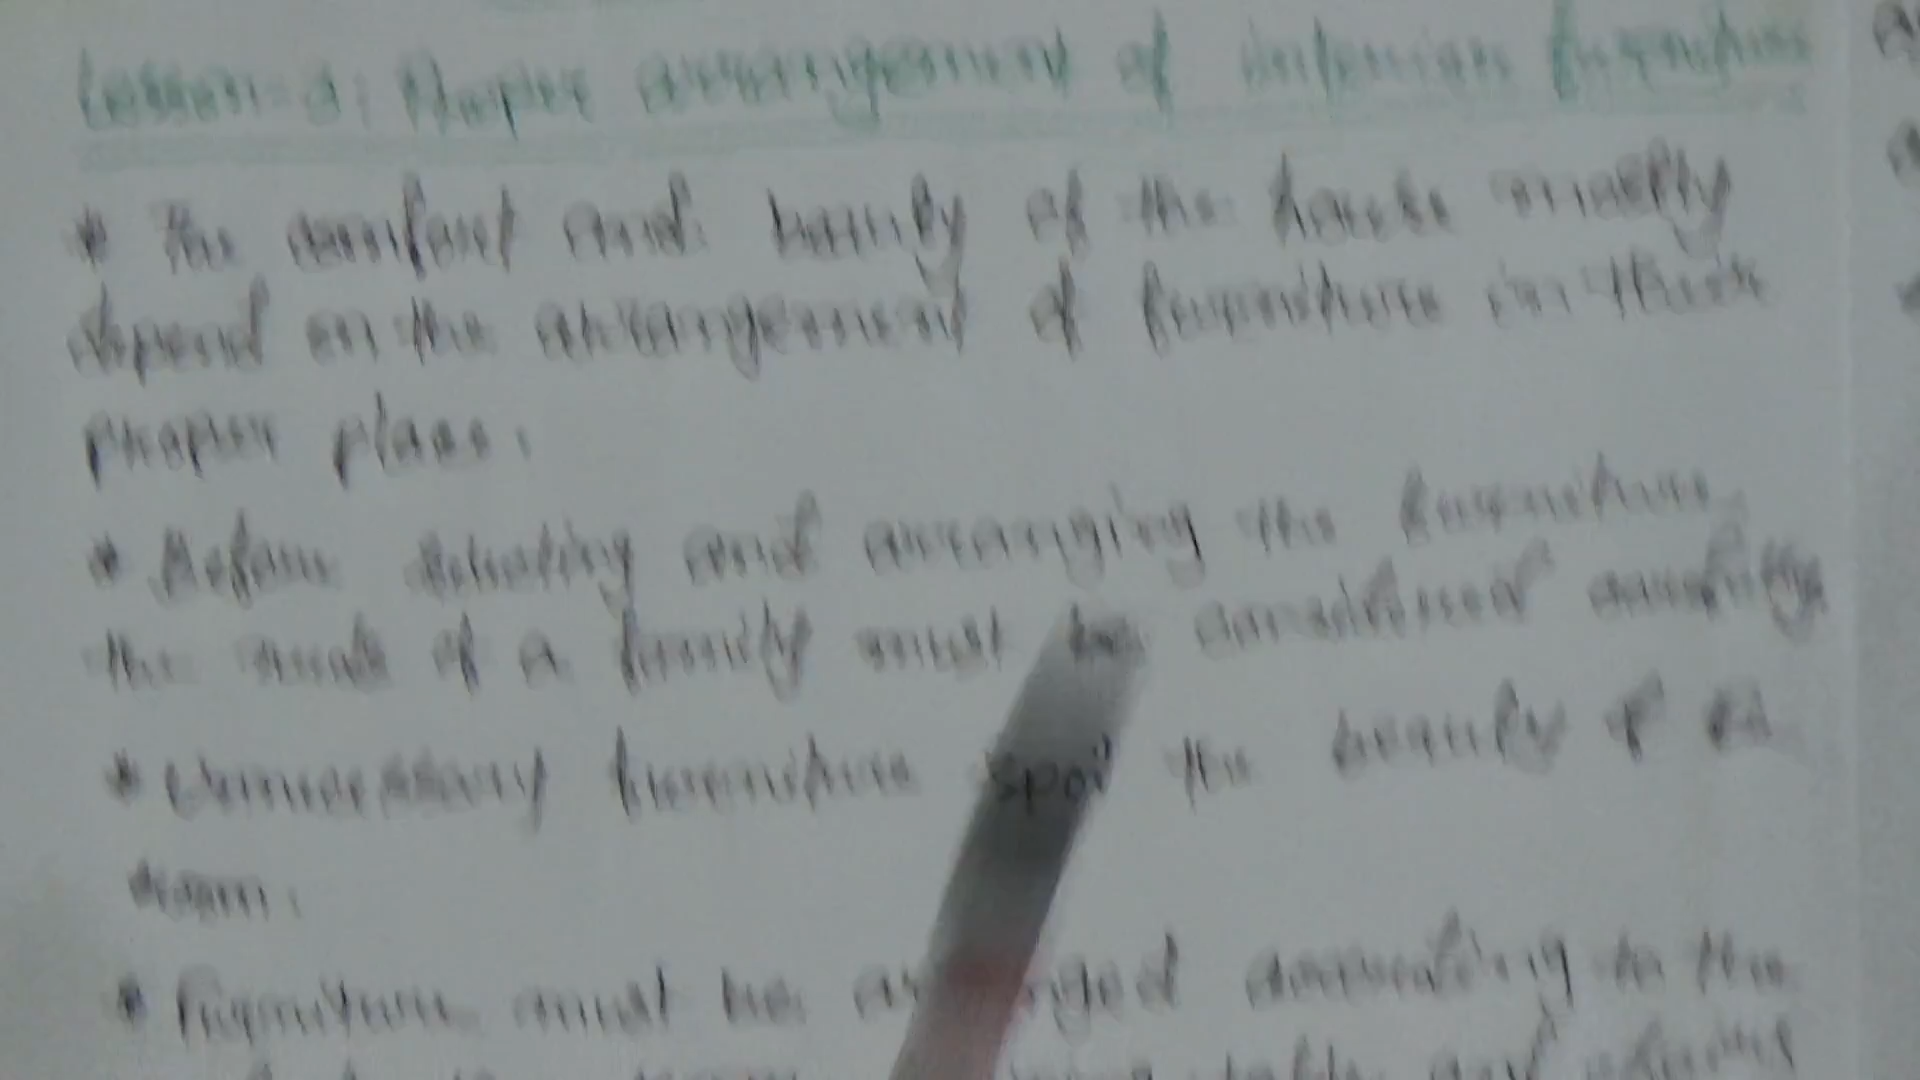 Lesson-3: Proper arrangement of interior furniture
* The comfort and beauty of the house mostly
depend on the arrangement of furniture in their
proper place.
* Before selecting and arranging the furniture
the needs of a family must be considered carefully
* Unnecessary furniture spoil the beauty of the
room.
* Furniture must be arranged according to the